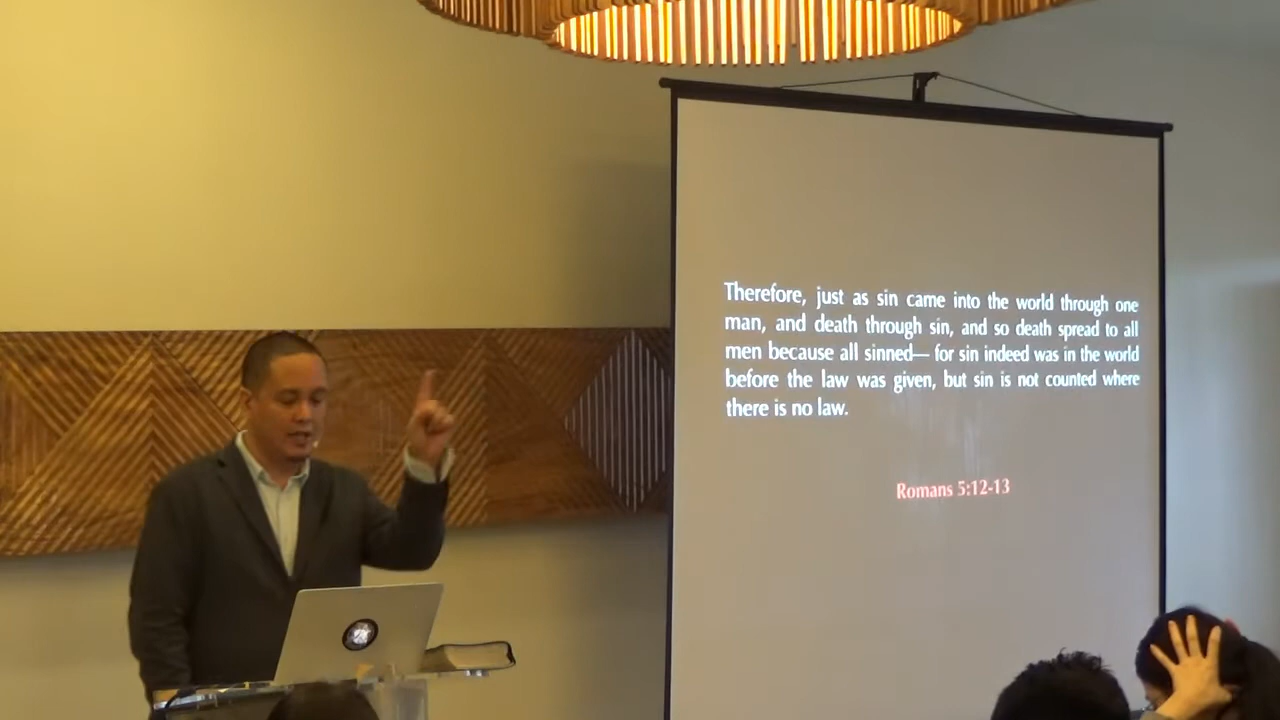 Therefore, just as sin came into the world through one
man, and death through sin, and so death spread to all
men because all sinned— for sin indeed was in the world
before the law was given, but sin is not counted where
there is no law.
Romans 5:12-13